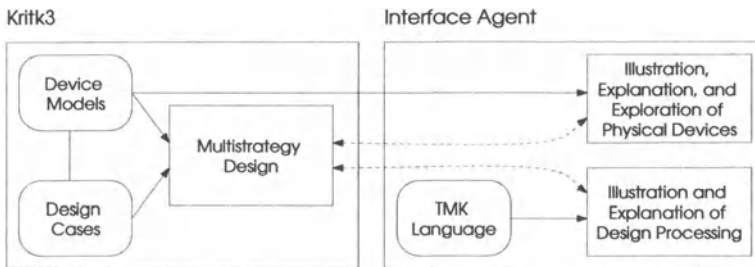 Kritk3
Interface Agent
Device
Models
Multistrategy
Design
Design
Cases
Illustration,
Explanation, and
Exploration of
Physical Devices
TMK
Language
Illustration and
Explanation of
Design Processing